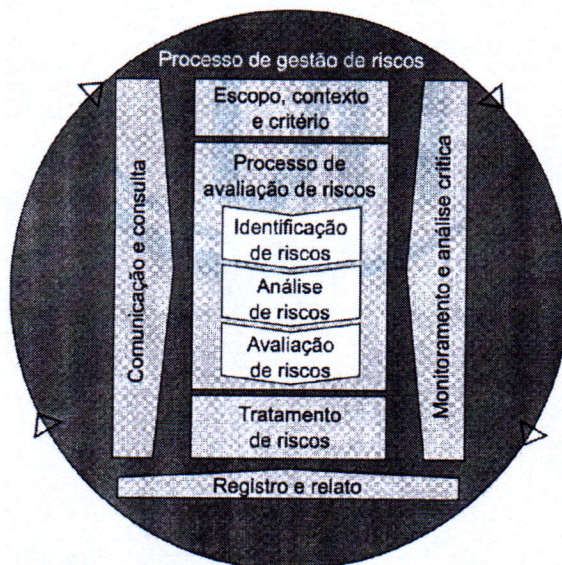 Processo de gestão de riscos
Escopo, contexto
e critério
Comunicação e consulta
Processo de
avaliação de riscos
Identificação
de riscos
Análise
de riscos
Avaliação
de riscos
Monitoramento e análise crítica
Tratamento
de riscos
Registro e relato